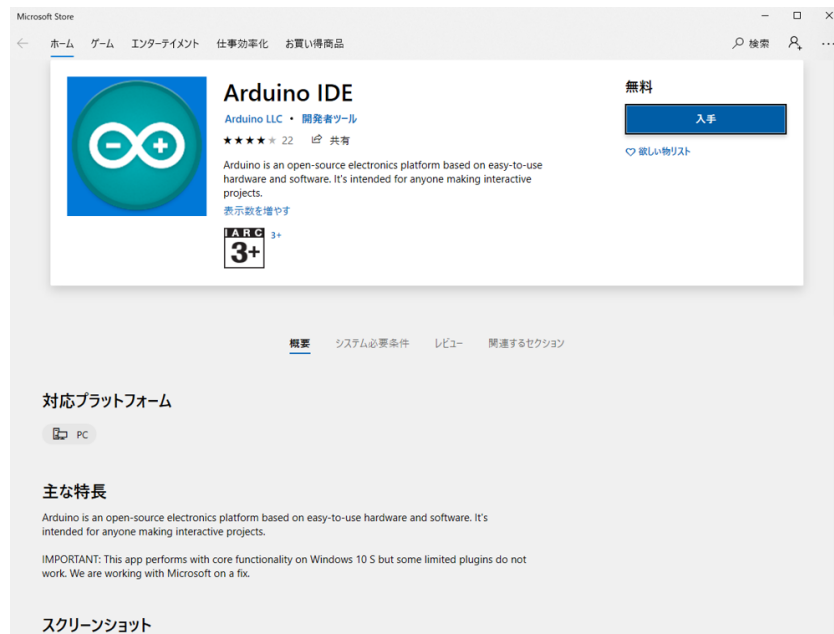 Microsoft Store
ホーム ゲーム エンターテイメント 仕事効率化 お買い得商品 検索
Arduino IDE
無料
Arduino LLC • 開発者ツール
入手
★★★★★ 22 共有
欲しい物リスト
Arduino is an open-source electronics platform based on easy-to-use
hardware and software. It's intended for anyone making interactive
projects.
表示数を増やす
IARC
3+
3+
概要 システム必要条件 レビュー 関連するセクション
対応プラットフォーム
PC
主な特長
Arduino is an open-source electronics platform based on easy-to-use hardware and software. It's
intended for anyone making interactive projects.
IMPORTANT: This app performs with core functionality on Windows 10 S but some limited plugins do not
work. We are working with Microsoft on a fix.
スクリーンショット